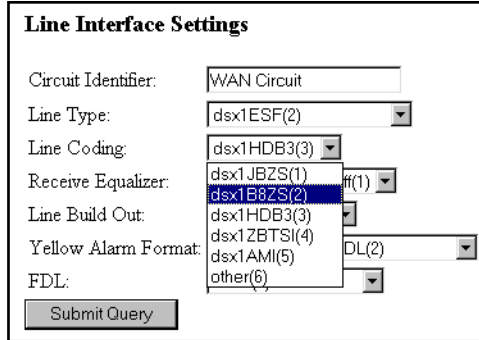 Line Interface Settings
Circuit Identifier: WAN Circuit
Line Type: dsx1ESF(2)
Line Coding: dsx1HDB3(3)
dsx1JBZS(1)
Receive Equalizer: ff(1)
dsx1B8ZS(2)
Line Build Out: dsx1HDB3(3)
dsx1ZBTSI(4)
Yellow Alarm Format: DL(2)
dsx1AMI(5)
FDL: other(6)
Submit Query